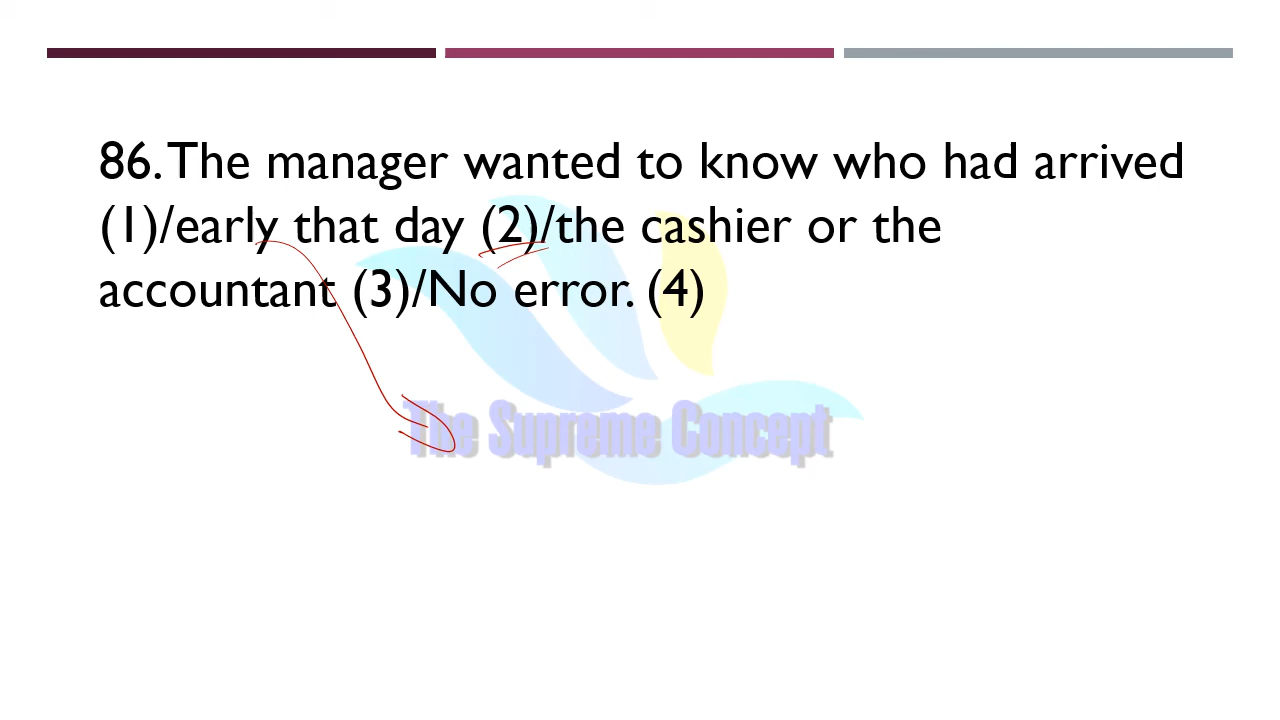 86. The manager wanted to know who had arrived
(1)/early that day (2)/the cashier or the
accountant (3)/No error. (4)
The Supreme Concept